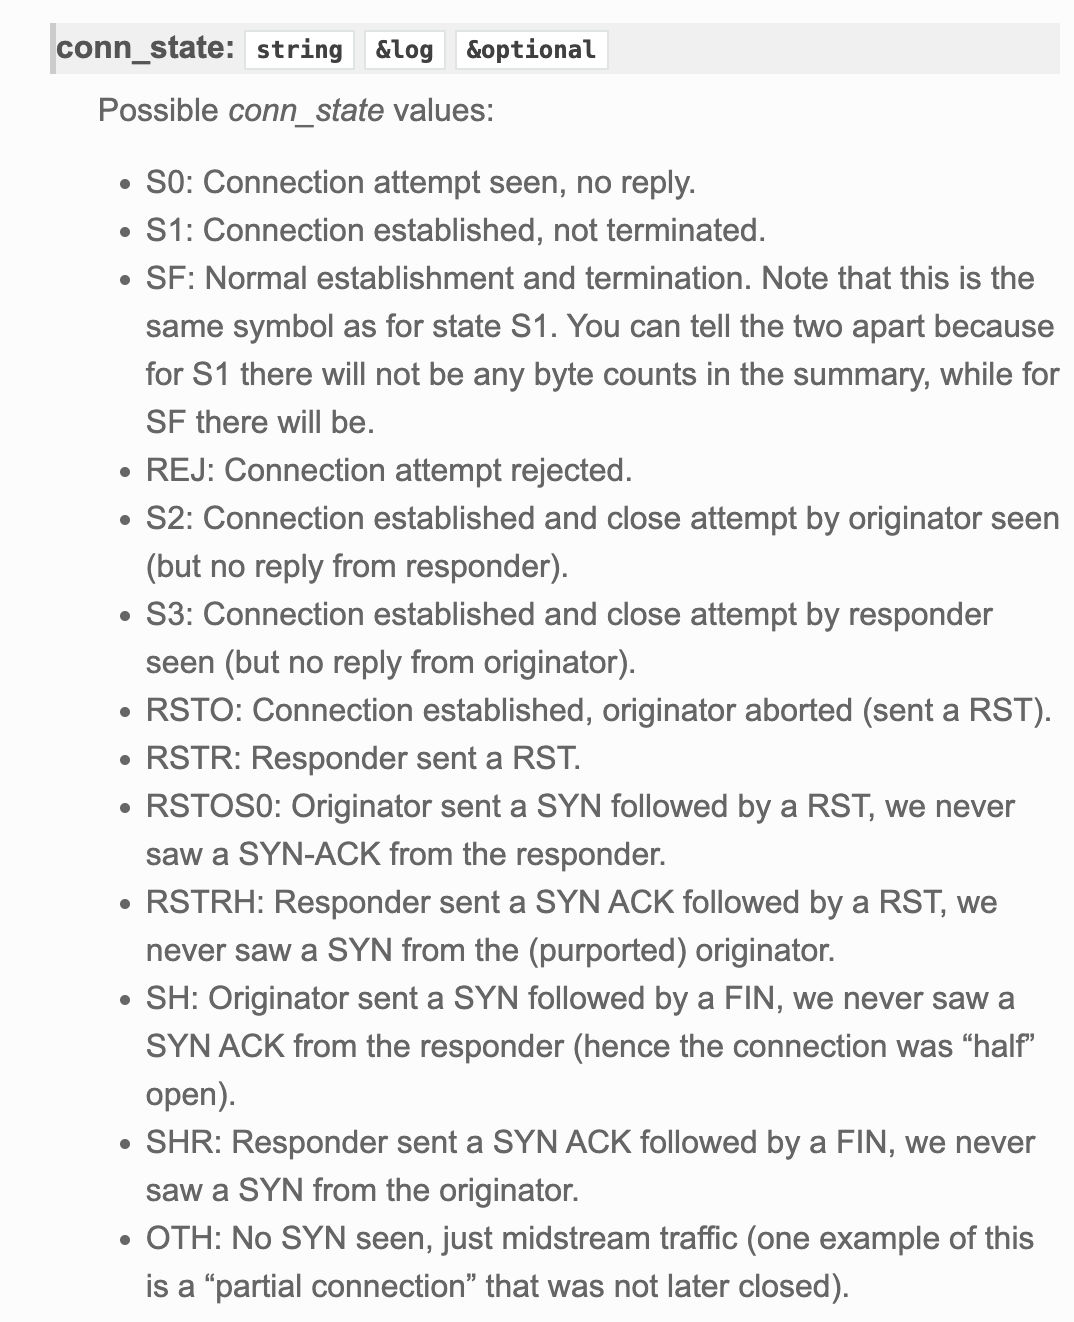 conn_state: string &log &optional
Possible conn_state values:
• S0: Connection attempt seen, no reply.
• S1: Connection established, not terminated.
• SF: Normal establishment and termination. Note that this is the
same symbol as for state S1. You can tell the two apart because
for S1 there will not be any byte counts in the summary, while for
SF there will be.
• REJ: Connection attempt rejected.
• S2: Connection established and close attempt by originator seen
(but no reply from responder).
• S3: Connection established and close attempt by responder
seen (but no reply from originator).
• RSTO: Connection established, originator aborted (sent a RST).
• RSTR: Responder sent a RST.
• RSTOS0: Originator sent a SYN followed by a RST, we never
saw a SYN-ACK from the responder.
• RSTRH: Responder sent a SYN ACK followed by a RST, we
never saw a SYN from the (purported) originator.
• SH: Originator sent a SYN followed by a FIN, we never saw a
SYN ACK from the responder (hence the connection was “half”
open).
• SHR: Responder sent a SYN ACK followed by a FIN, we never
saw a SYN from the originator.
• OTH: No SYN seen, just midstream traffic (one example of this
is a “partial connection” that was not later closed).